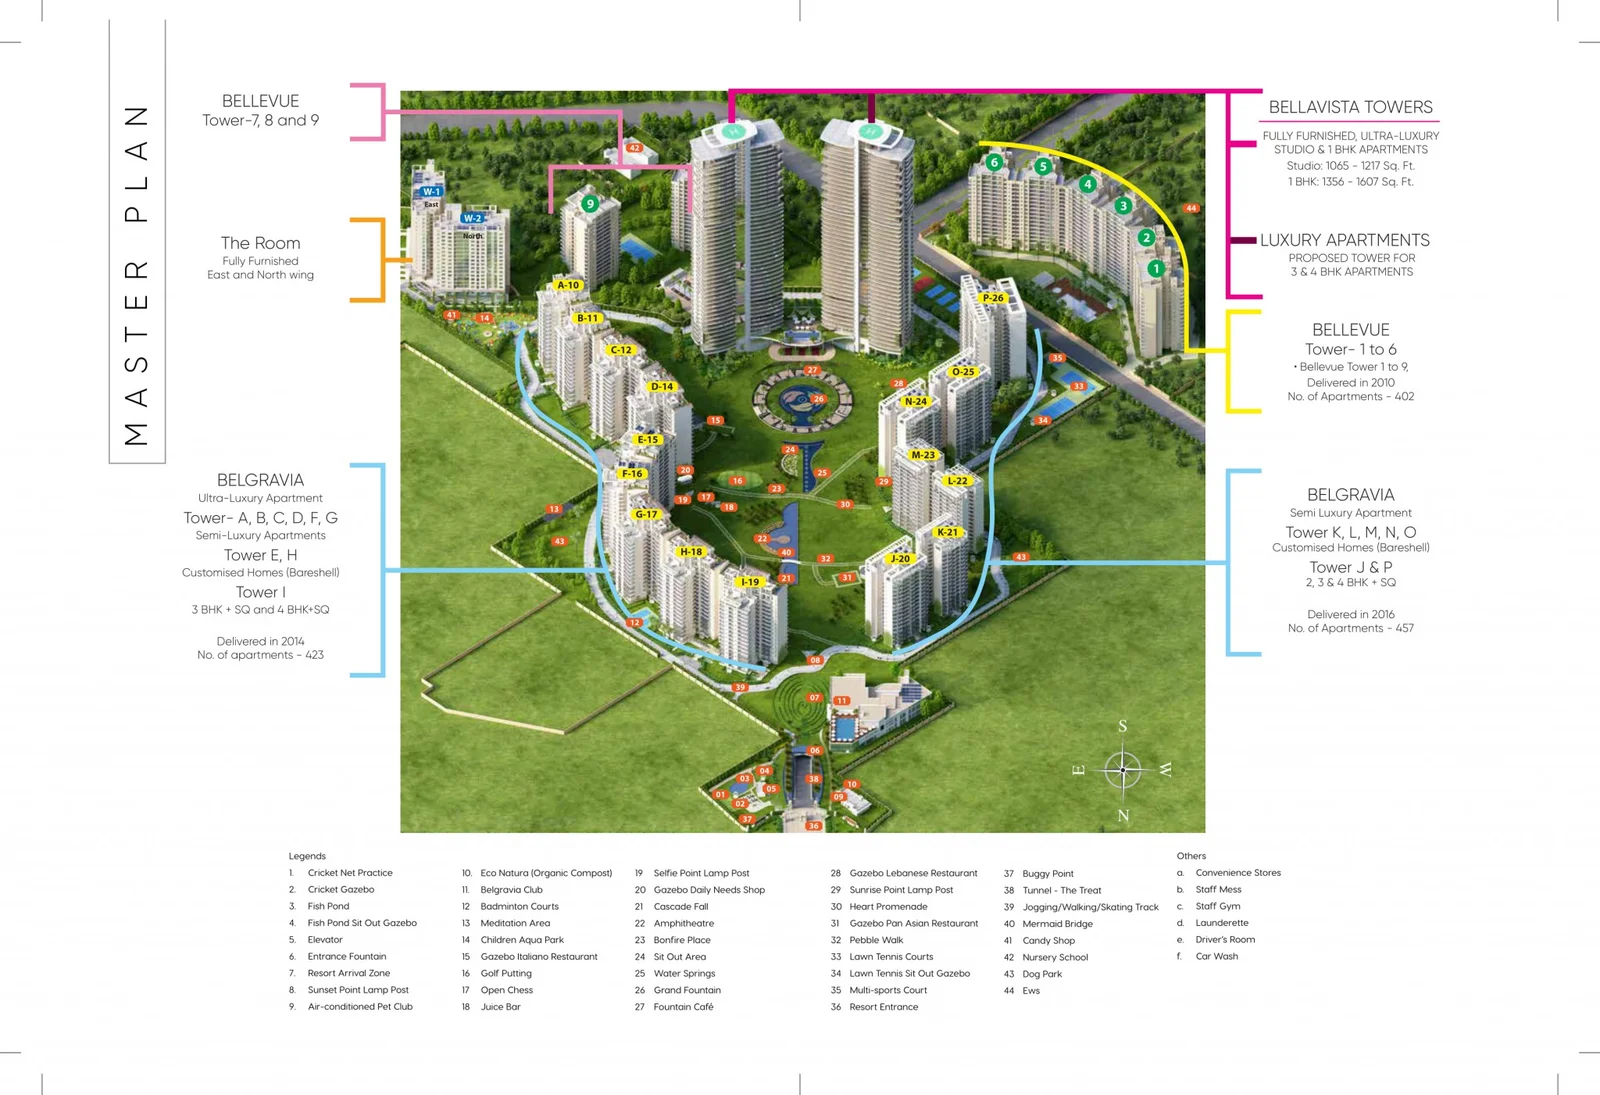 MASTER PLAN
BELLEVUE
Tower-7, 8 and 9
The Room
Fully Furnished
East and North wing
BELGRAVIA
Ultra-Luxury Apartment
Tower- A, B, C, D, F, G
Semi-Luxury Apartments
Tower E, H
Customised Homes (Bareshell)
Tower I
3 BHK + SQ and 4 BHK+SQ
Delivered in 2014
No. of apartments - 423
BELLAVISTA TOWERS
FULLY FURNISHED, ULTRA-LUXURY
STUDIO & 1 BHK APARTMENTS
Studio: 1065 - 1217 Sq. Ft.
1 BHK: 1356 - 1607 Sq. Ft.
LUXURY APARTMENTS
PROPOSED TOWER FOR
3 & 4 BHK APARTMENTS
BELLEVUE
Tower- 1 to 6
• Bellevue Tower 1 to 9,
Delivered in 2010
No. of Apartments - 402
BELGRAVIA
Semi Luxury Apartment
Tower K, L, M, N, O
Customised Homes (Bareshell)
Tower J & P
2, 3 & 4 BHK + SQ
Delivered in 2016
No. of Apartments - 457
H
H
42
6
5
4
3
2
1
44
W-1
East
W-2
North
9
A-10
B-11
C-12
D-14
E-15
F-16
G-17
H-18
I-19
P-26
O-25
N-24
M-23
L-22
K-21
J-20
41
14
27
26
28
35
33
34
15
24
25
20
16
23
29
19
17
18
30
13
43
22
40
32
21
31
43
12
08
39
07
11
06
04
03
05
38
10
01
02
09
37
36
S
E
W
N
Legends
1. Cricket Net Practice
2. Cricket Gazebo
3. Fish Pond
4. Fish Pond Sit Out Gazebo
5. Elevator
6. Entrance Fountain
7. Resort Arrival Zone
8. Sunset Point Lamp Post
9. Air-conditioned Pet Club
10. Eco Natura (Organic Compost)
11. Belgravia Club
12 Badminton Courts
13 Meditation Area
14 Children Aqua Park
15 Gazebo Italiano Restaurant
16 Golf Putting
17 Open Chess
18 Juice Bar
19 Selfie Point Lamp Post
20 Gazebo Daily Needs Shop
21 Cascade Fall
22 Amphitheatre
23 Bonfire Place
24 Sit Out Area
25 Water Springs
26 Grand Fountain
27 Fountain Café
28 Gazebo Lebanese Restaurant
29 Sunrise Point Lamp Post
30 Heart Promenade
31 Gazebo Pan Asian Restaurant
32 Pebble Walk
33 Lawn Tennis Courts
34 Lawn Tennis Sit Out Gazebo
35 Multi-sports Court
36 Resort Entrance
37 Buggy Point
38 Tunnel - The Treat
39 Jogging/Walking/Skating Track
40 Mermaid Bridge
41 Candy Shop
42 Nursery School
43 Dog Park
44 Ews
Others
a. Convenience Stores
b. Staff Mess
c. Staff Gym
d. Launderette
e. Driver's Room
f. Car Wash